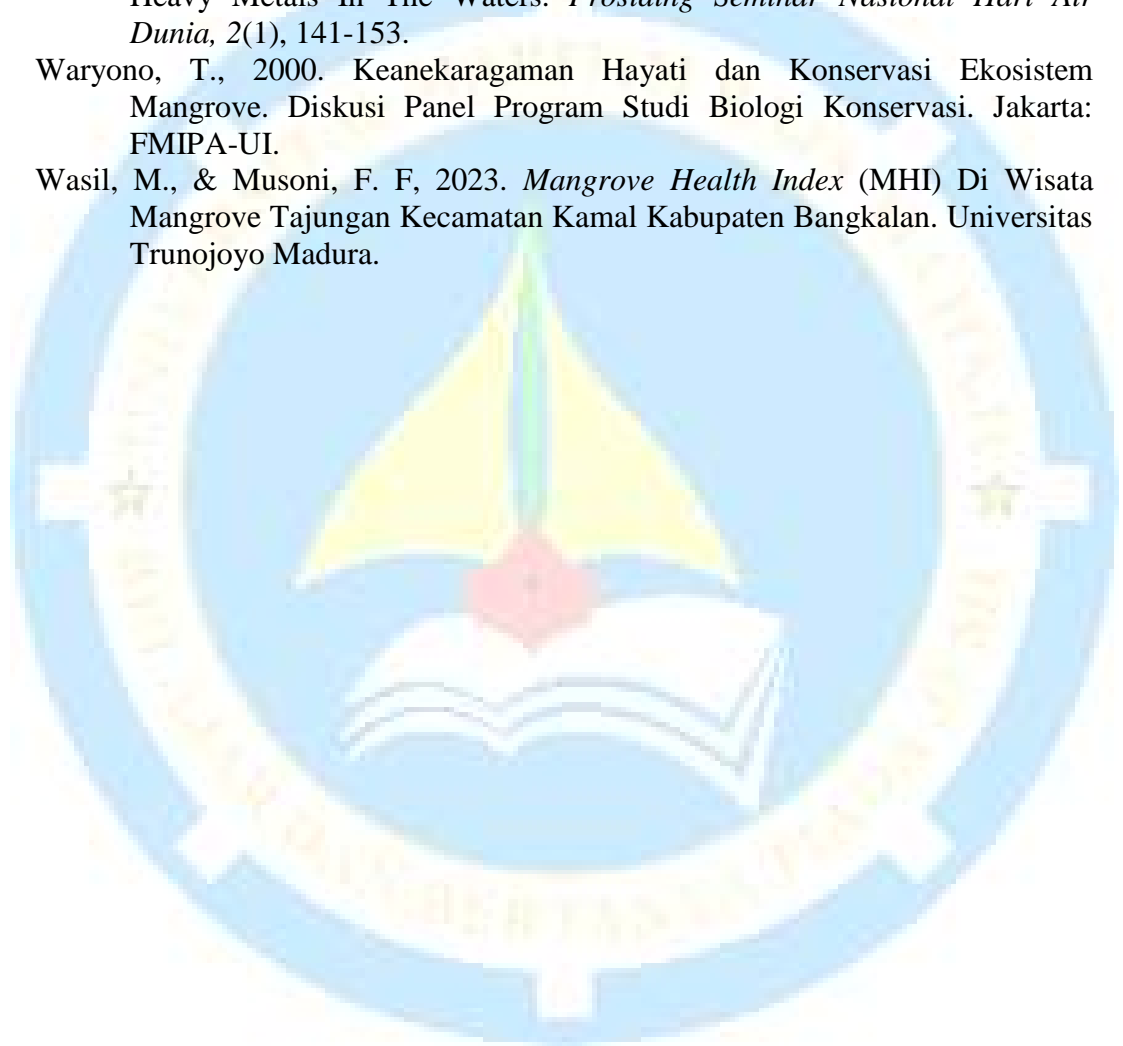 Heavy Metals In The Waters. Prosiding Seminar Nasional Hari Air
Dunia, 2(1), 141-153.
Waryono, T., 2000. Keanekaragaman Hayati dan Konservasi Ekosistem
Mangrove. Diskusi Panel Program Studi Biologi Konservasi. Jakarta:
FMIPA-UI.
Wasil, M., & Musoni, F. F, 2023. Mangrove Health Index (MHI) Di Wisata
Mangrove Tajungan Kecamatan Kamal Kabupaten Bangkalan. Universitas
Trunojoyo Madura.